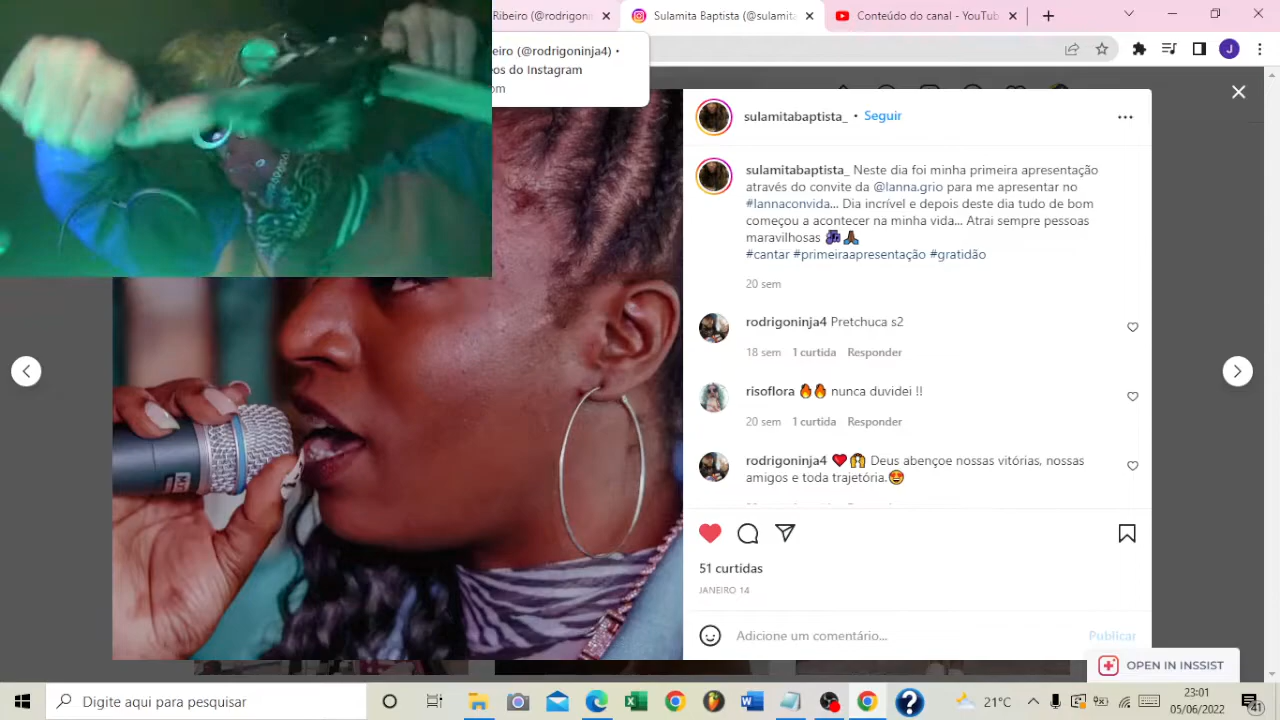 Ribeiro (@rodrigon
Sulamita Baptista (@sulamita
Seu canal - YouTube
eiro (@rodrigoninja4) •
os do Instagram
om
J
sulamitabaptista_ • Seguir
sulamitabaptista_ Neste dia foi minha primeira apresentação
através do convite da @lanna.grio para me apresentar no
#lannaconvida... Dia incrível e depois deste dia tudo de bom
começou a acontecer na minha vida... Atrai sempre pessoas
maravilhosas 🎶🙏🏾
#cantar #primeiraapresentação #gratidão
20 sem
rodrigoninja4 Pretchuca s2
18 sem 1 curtida Responder
risoflora 🔥🔥 nunca duvidei !!
20 sem 1 curtida Responder
rodrigoninja4 ❤️🙌 Deus abençoe nossas vitórias, nossas
amigos e toda trajetória.😍
51 curtidas
JANEIRO 14
Adicione um comentário... Publicar
OPEN IN INSSIST
Digite aqui para pesquisar
21°C
23:01
05/06/2022
41